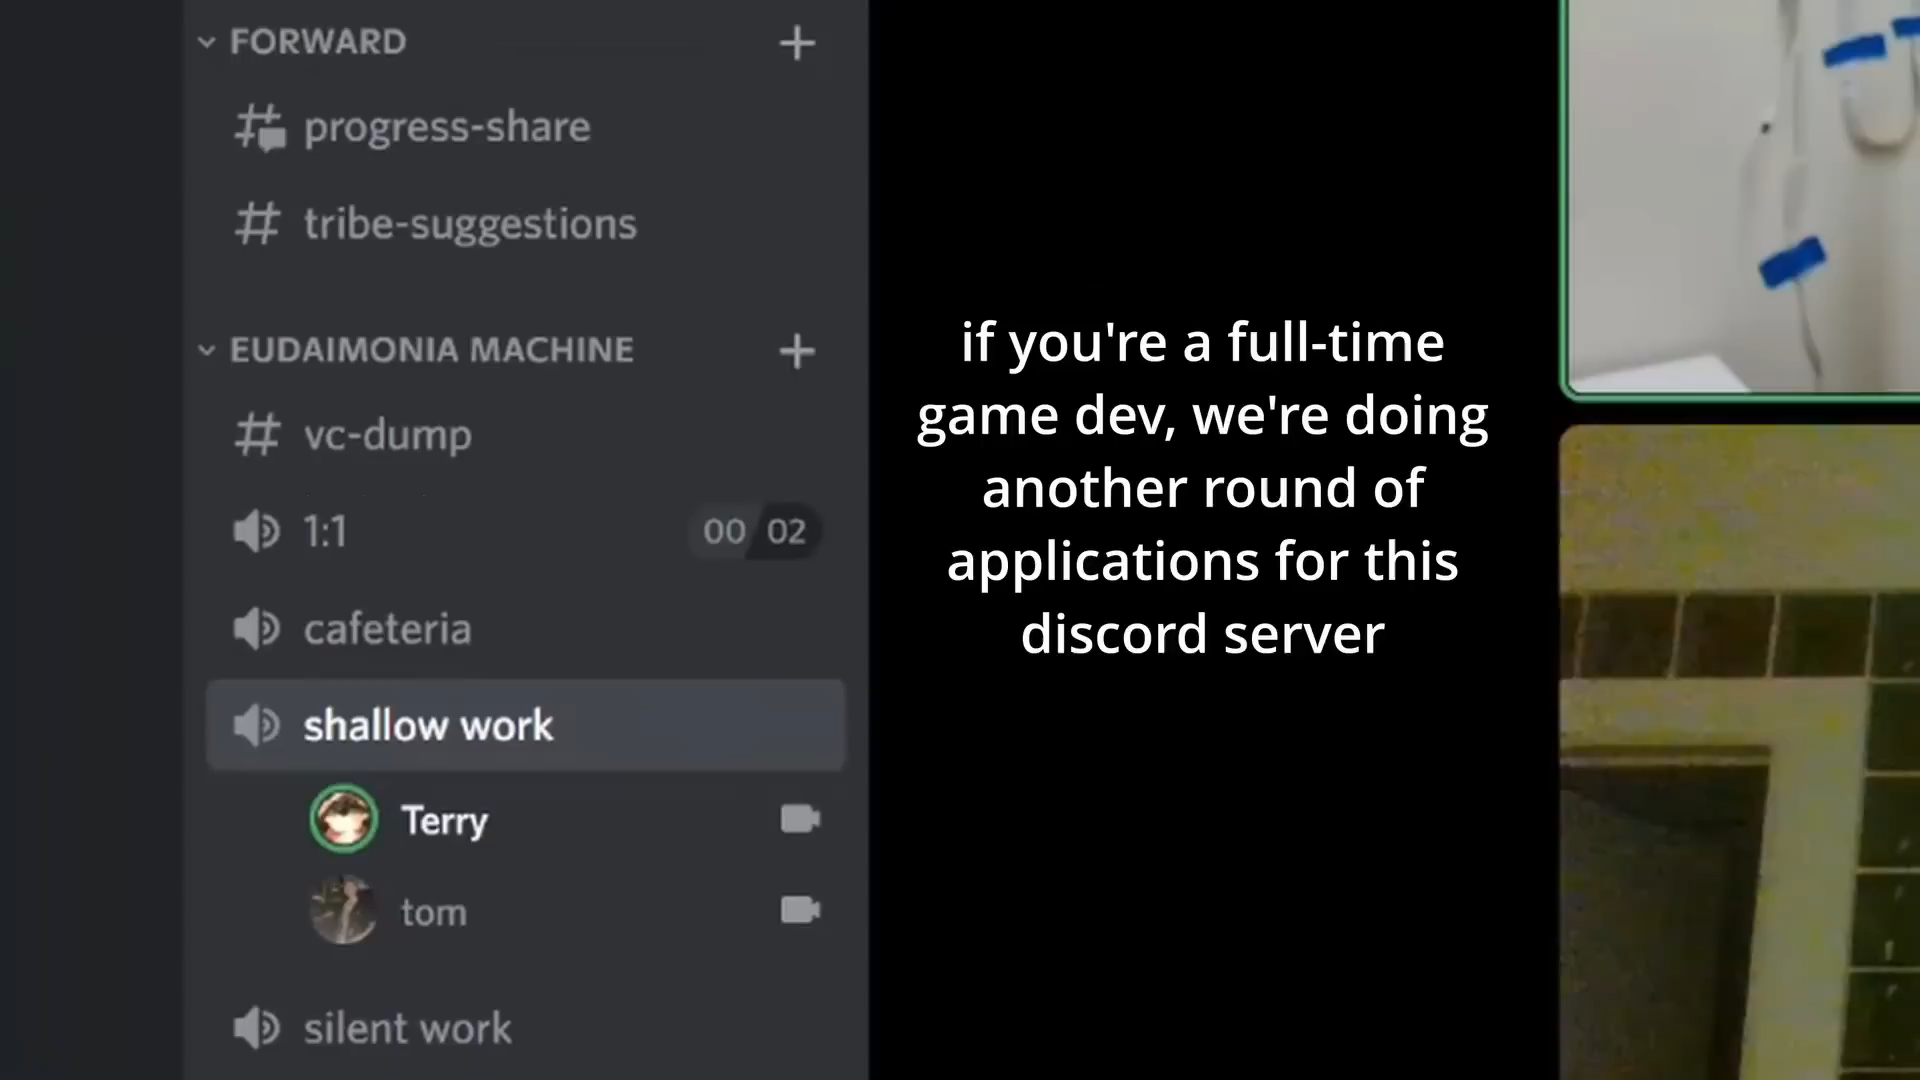 FORWARD
progress-share
tribe-suggestions
EUDAIMONIA MACHINE
vc-dump
1:1
00 02
cafeteria
shallow work
Terry
tom
silent work
if you're a full-time
game dev, we're doing
another round of
applications for this
discord server